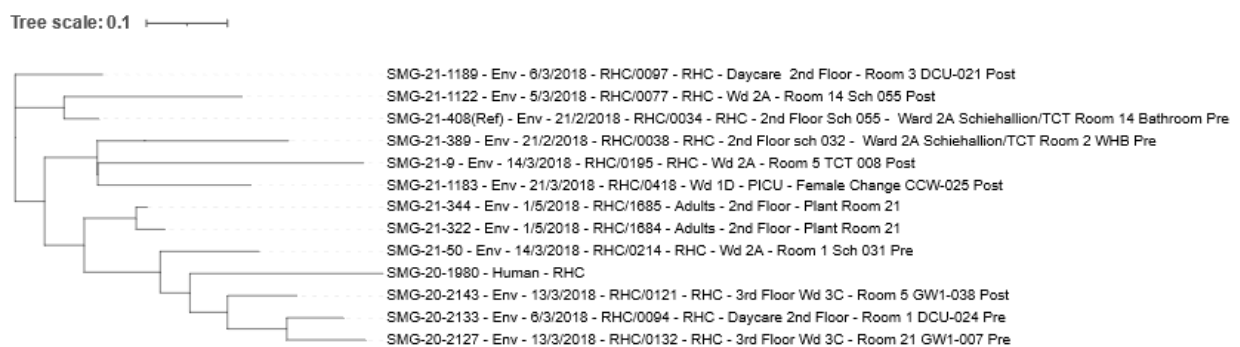 Tree scale: 0.1
SMG-21-1189 - Env - 6/3/2018 - RHC/0097 - RHC - Daycare 2nd Floor - Room 3 DCU-021 Post
SMG-21-1122 - Env - 5/3/2018 - RHC/0077 - RHC - Wd 2A - Room 14 Sch 055 Post
SMG-21-408(Ref) - Env - 21/2/2018 - RHC/0034 - RHC - 2nd Floor Sch 055 - Ward 2A Schiehallion/TCT Room 14 Bathroom Pre
SMG-21-389 - Env - 21/2/2018 - RHC/0038 - RHC - 2nd Floor sch 032 - Ward 2A Schiehallion/TCT Room 2 WHB Pre
SMG-21-9 - Env - 14/3/2018 - RHC/0195 - RHC - Wd 2A - Room 5 TCT 008 Post
SMG-21-1183 - Env - 21/3/2018 - RHC/0418 - Wd 1D - PICU - Female Change CCW-025 Post
SMG-21-344 - Env - 1/5/2018 - RHC/1685 - Adults - 2nd Floor - Plant Room 21
SMG-21-322 - Env - 1/5/2018 - RHC/1684 - Adults - 2nd Floor - Plant Room 21
SMG-21-50 - Env - 14/3/2018 - RHC/0214 - RHC - Wd 2A - Room 1 Sch 031 Pre
SMG-20-1980 - Human - RHC
SMG-20-2143 - Env - 13/3/2018 - RHC/0121 - RHC - 3rd Floor Wd 3C - Room 5 GW1-038 Post
SMG-20-2133 - Env - 6/3/2018 - RHC/0094 - RHC - Daycare 2nd Floor - Room 1 DCU-024 Pre
SMG-20-2127 - Env - 13/3/2018 - RHC/0132 - RHC - 3rd Floor Wd 3C - Room 21 GW1-007 Pre